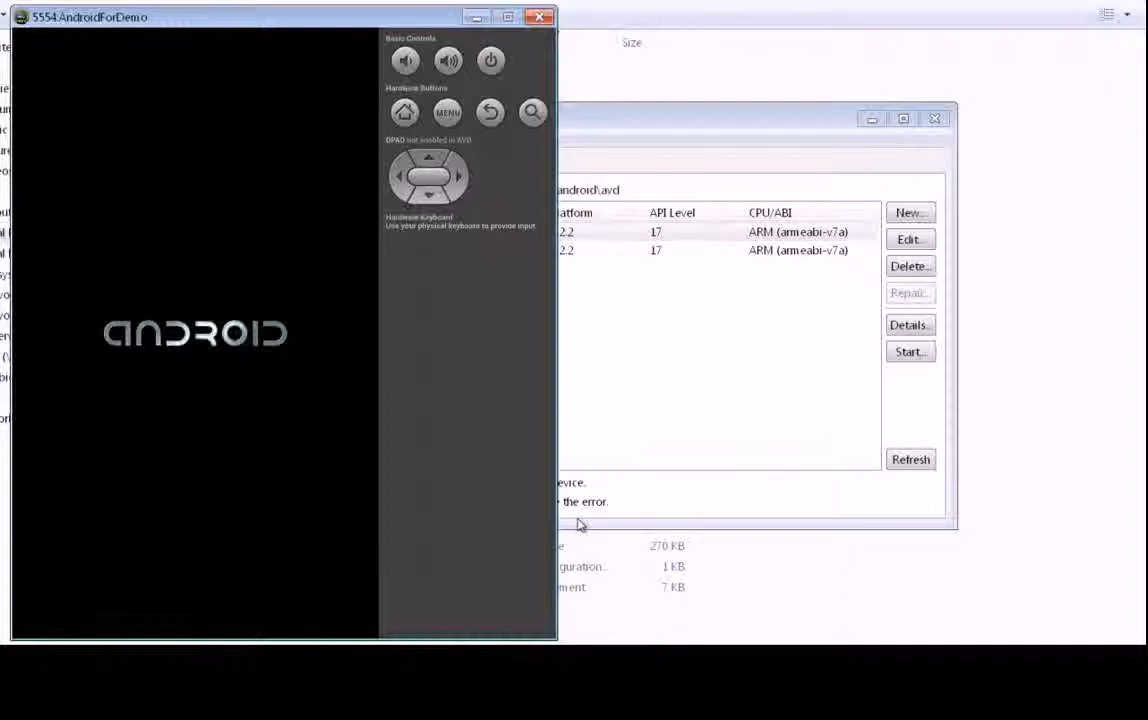 5554:AndroidForDemo
Size
Basic Controls
Hardware Buttons
MENU
DPAD not enabled in AVD
Hardware Keyboard
Use your physical keyboard to provide input
ANDROID
android\avd
atform API Level CPU/ABI
2.2 17 ARM (armeabi-v7a)
2.2 17 ARM (armeabi-v7a)
New...
Edit...
Delete...
Repair...
Details...
Start...
Refresh
evice.
the error.
270 KB
guration... 1 KB
ment 7 KB